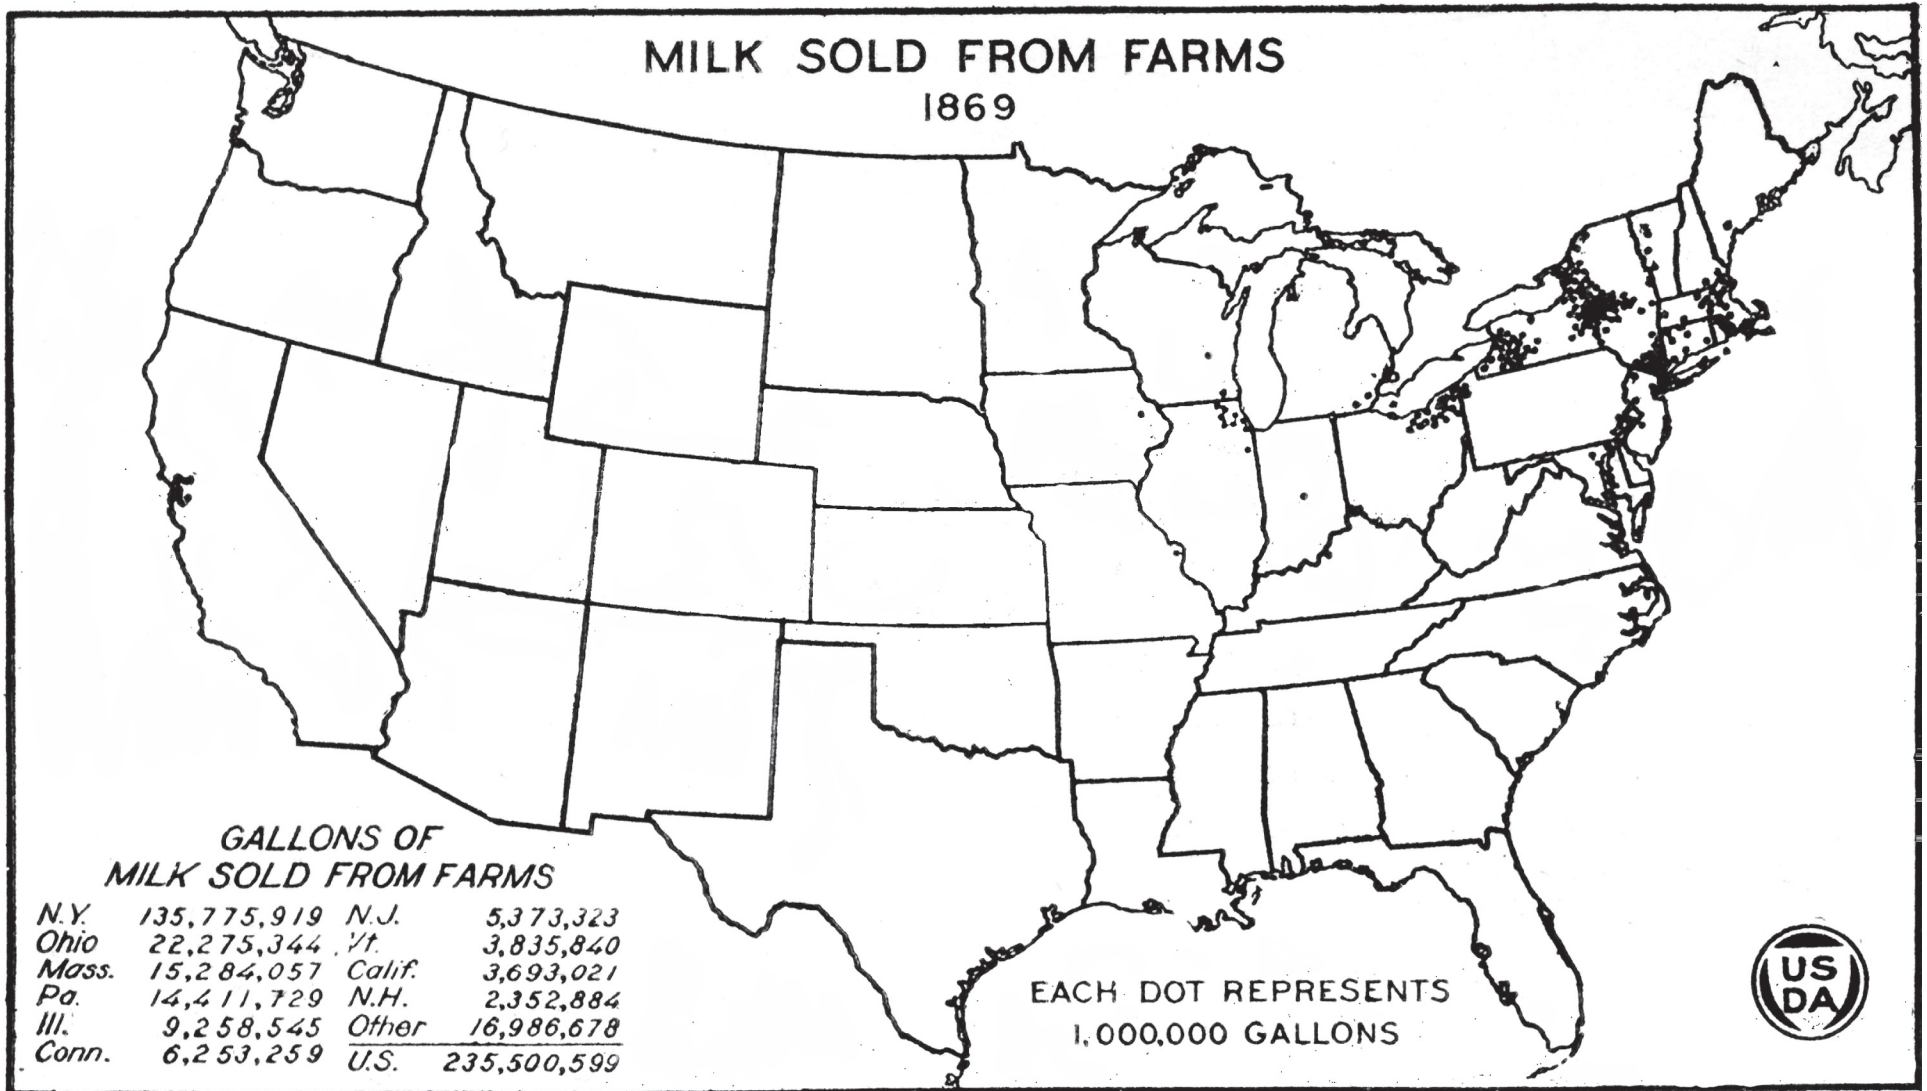 MILK SOLD FROM FARMS
1869
GALLONS OF
MILK SOLD FROM FARMS
N.Y. 135,775,919 N.J. 5,373,323
Ohio 22,275,344 Vt. 3,835,840
Mass. 15,284,057 Calif. 3,693,021
Pa. 14,411,729 N.H. 2,352,884
Ill. 9,258,545 Other 16,986,678
Conn. 6,253,259 U.S. 235,500,599
EACH DOT REPRESENTS
1,000,000 GALLONS
US
DA